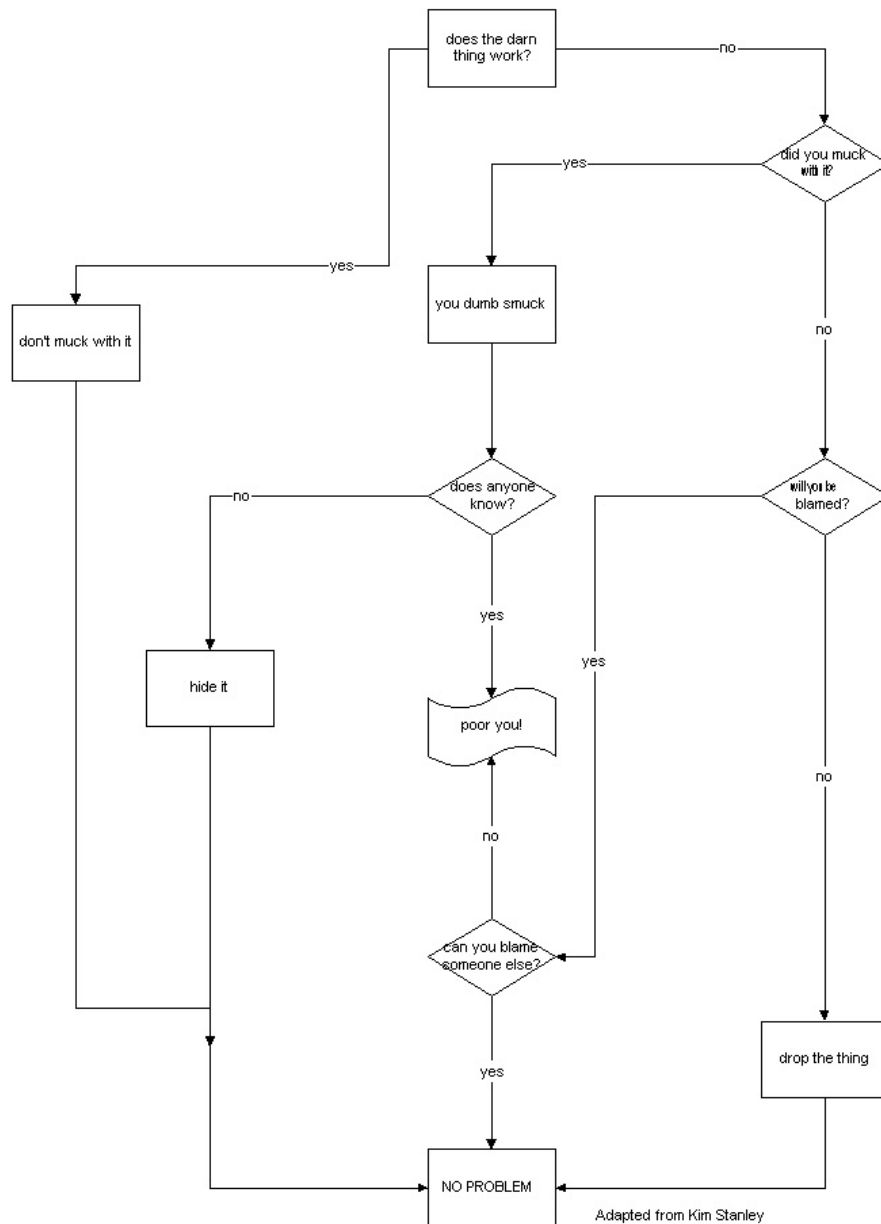 does the darn
thing work?
no
did you muck
with it?
yes
yes
you dumb smuck
don't muck with it
no
does anyone
know?
will you be
blamed?
no
yes
yes
hide it
poor you!
no
no
can you blame
someone else?
drop the thing
yes
NO PROBLEM
Adapted from Kim Stanley